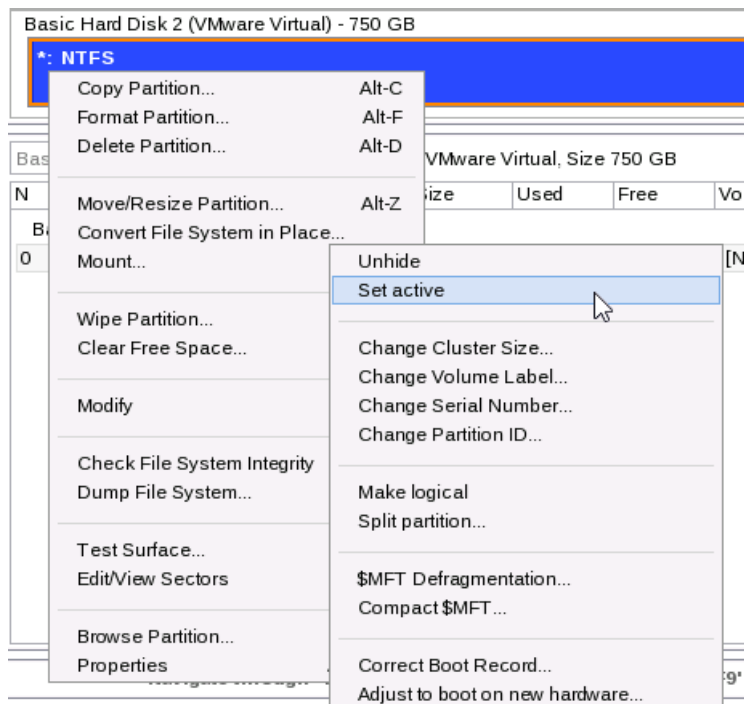 Basic Hard Disk 2 (VMware Virtual) - 750 GB
*: NTFS
Copy Partition... Alt-C
Format Partition... Alt-F
Delete Partition... Alt-D
Bas VMware Virtual, Size 750 GB
N ize Used Free Vo
Move/Resize Partition... Alt-Z
Convert File System in Place...
0 Mount... [N
Unhide
Set active
Wipe Partition...
Clear Free Space...
Change Cluster Size...
Change Volume Label...
Modify
Change Serial Number...
Change Partition ID...
Check File System Integrity
Dump File System...
Make logical
Split partition...
Test Surface...
Edit/View Sectors
$MFT Defragmentation...
Compact $MFT...
Browse Partition...
Properties
Correct Boot Record...
Adjust to boot on new hardware...